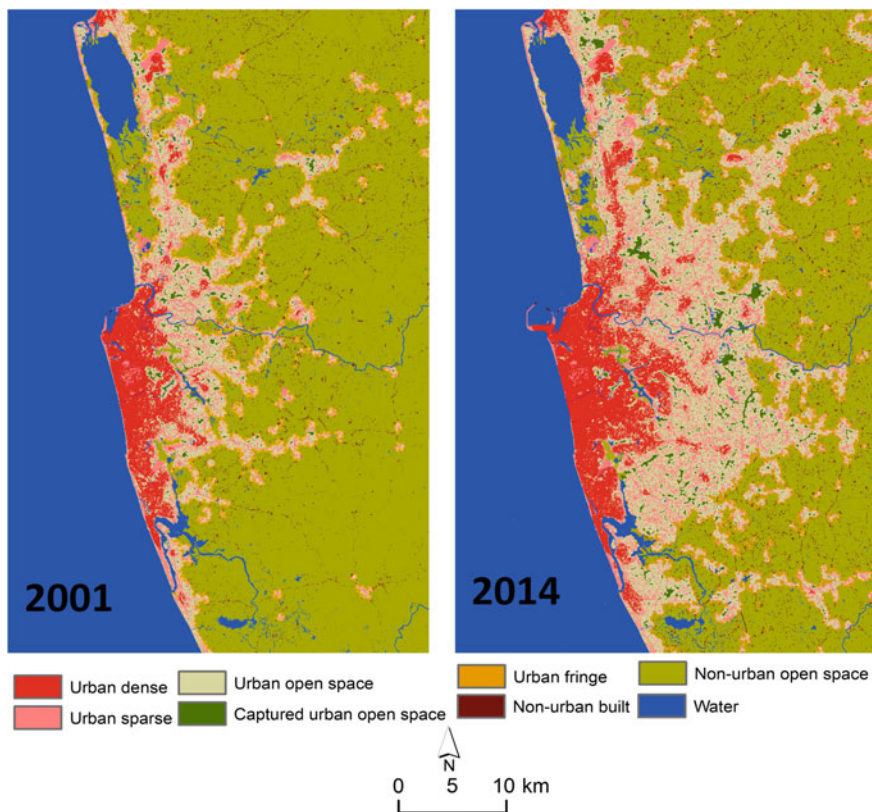 2001
2014
Urban dense
Urban open space
Urban fringe
Non-urban open space
Urban sparse
Captured urban open space
Non-urban built
Water
N
0 5 10 km